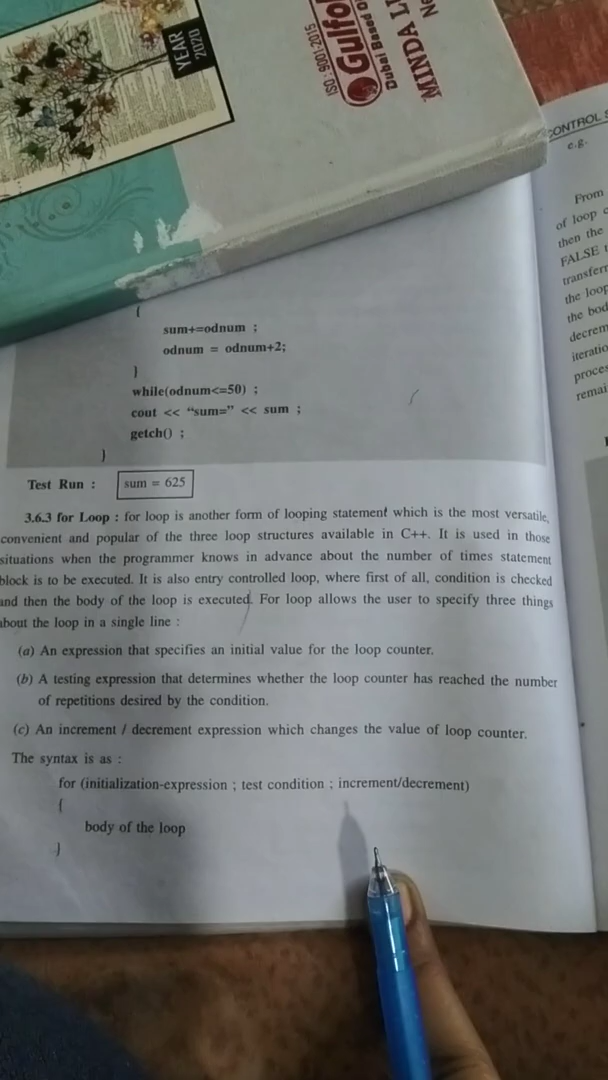 YEAR
2020
ISO : 9001:2015
Gulfo
Dubai Based O
MINDA LI
Ne
{
sum+=odnum ;
odnum = odnum+2;
}
while(odnum<=50) ;
cout << “sum=” << sum ;
getch() ;
}
Test Run : sum = 625
3.6.3 for Loop : for loop is another form of looping statement which is the most versatile,
convenient and popular of the three loop structures available in C++. It is used in those
situations when the programmer knows in advance about the number of times statement
block is to be executed. It is also entry controlled loop, where first of all, condition is checked
and then the body of the loop is executed. For loop allows the user to specify three things
about the loop in a single line :
(a) An expression that specifies an initial value for the loop counter.
(b) A testing expression that determines whether the loop counter has reached the number
of repetitions desired by the condition.
(c) An increment / decrement expression which changes the value of loop counter.
The syntax is as :
for (initialization-expression ; test condition ; increment/decrement)
{
body of the loop
}
CONTROL S
e.g.
From
of loop c
then the
FALSE t
transferr
the loop
the bod
decrem
iteratio
proces
remai